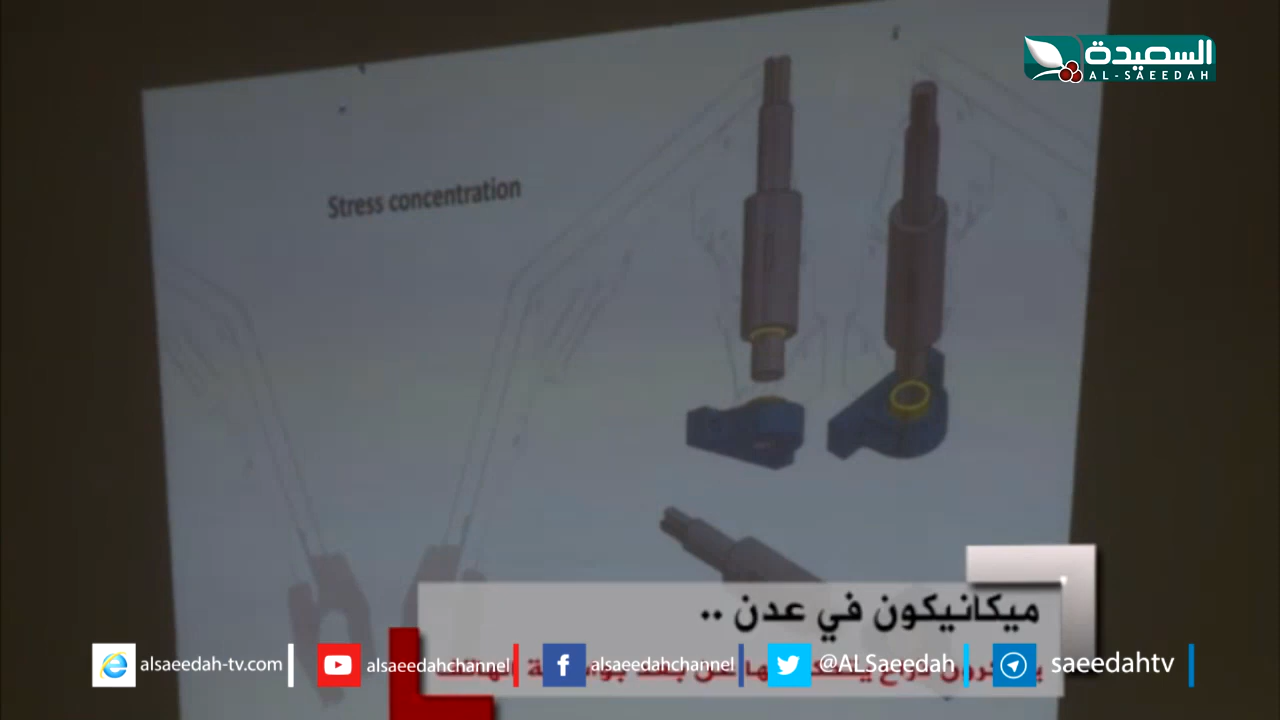 السعيدة
AL-SAEEDAH
Stress concentration
ميكانيكون في عدن ..
alsaeedah-tv.com
alsaeedahchannel
alsaeedahchannel
@ALSaeedah
saeedahtv